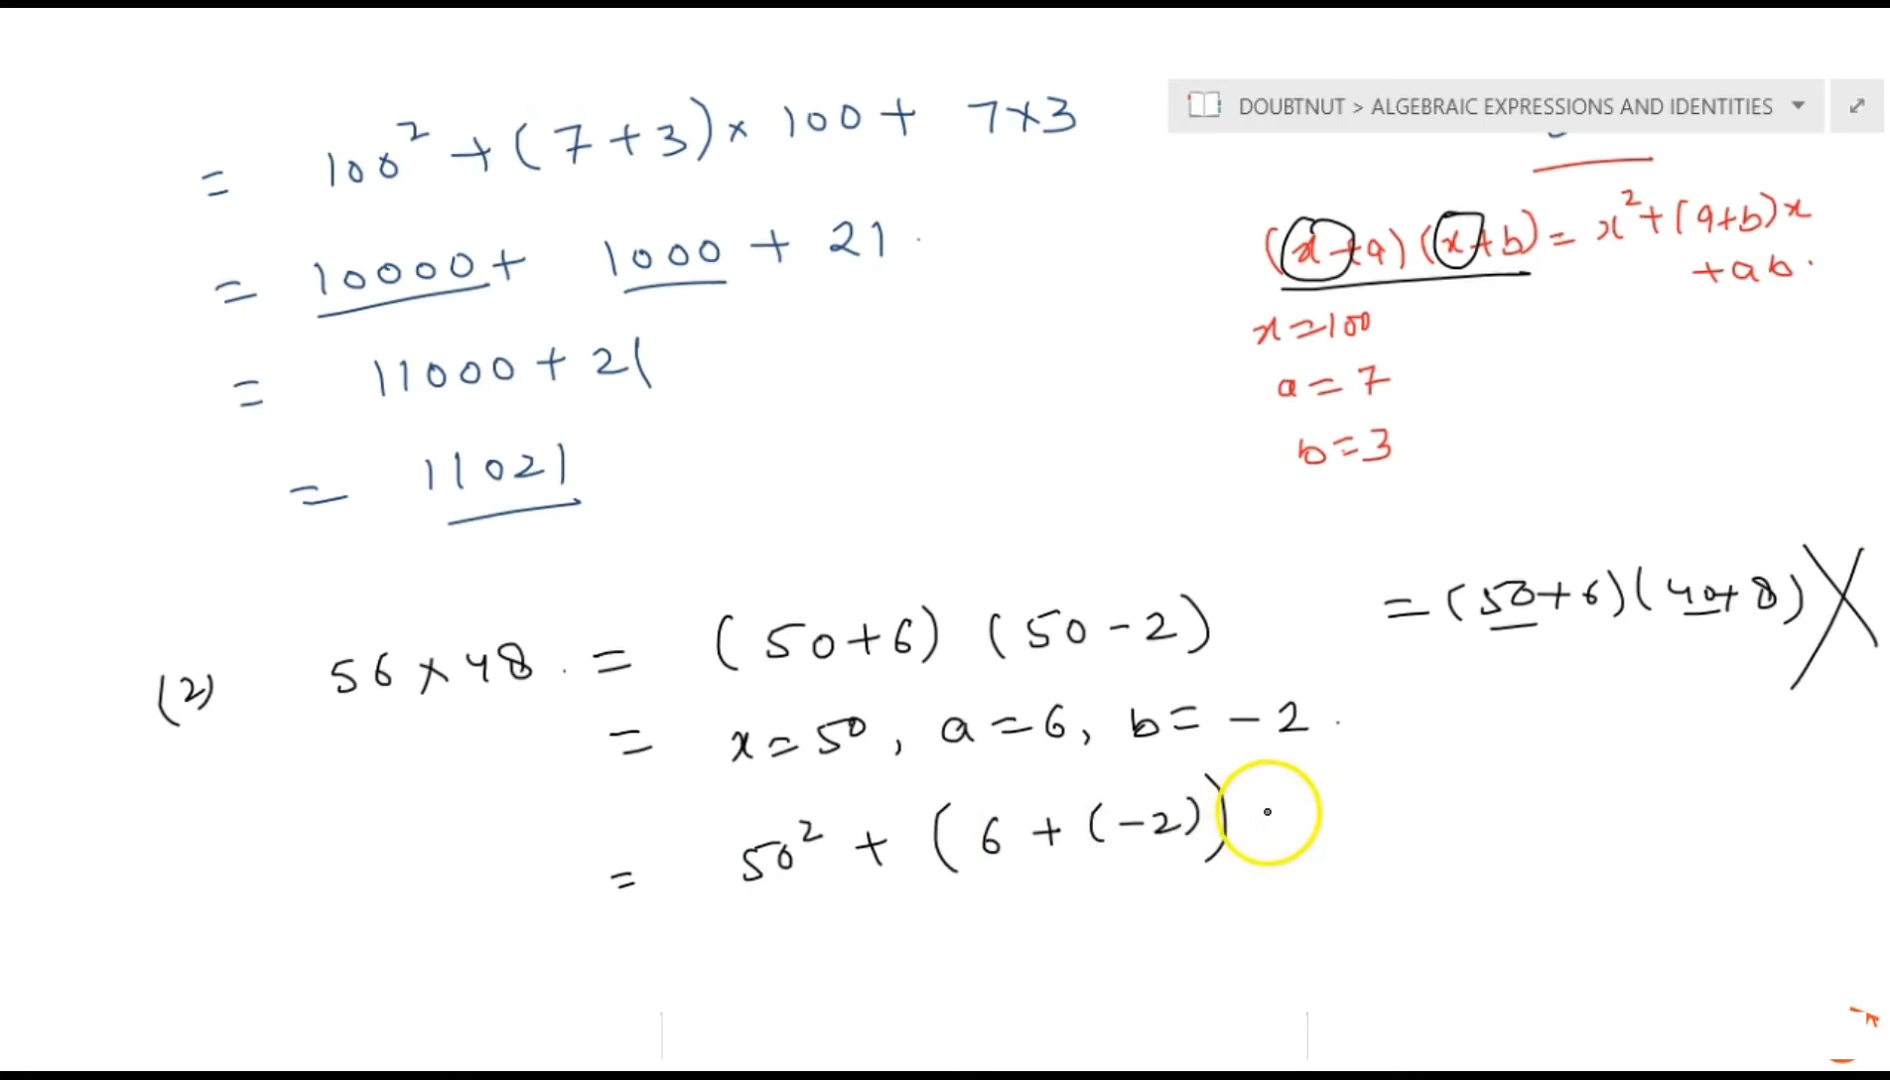 = 100² + (7+3) × 100 + 7×3
DOUBTNUT > ALGEBRAIC EXPRESSIONS AND IDENTITIES
= 10000 + 1000 + 21.
(x+a)(x+b) = x² + (a+b)x
+ab.
x=100
= 11000 + 21
a=7
b=3
= 11021
= (50+6)(40+8)
(2) 56 × 48. = (50+6) (50-2)
= x=50, a=6, b=-2.
= 50² + (6 + (-2))